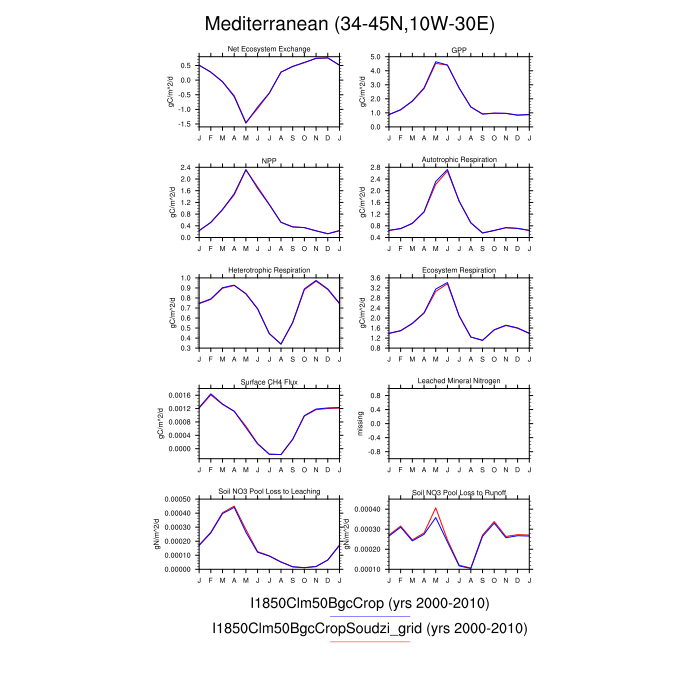 Mediterranean (34-45N,10W-30E)
Net Ecosystem Exchange
GPP
gC/m^2/d
0.5
0.0
-0.5
-1.0
-1.5
J F M A M J J A S O N D J
gC/m^2/d
5.0
4.0
3.0
2.0
1.0
0.0
J F M A M J J A S O N D J
NPP
Autotrophic Respiration
gC/m^2/d
2.4
2.0
1.6
1.2
0.8
0.4
0.0
J F M A M J J A S O N D J
gC/m^2/d
2.8
2.4
2.0
1.6
1.2
0.8
0.4
J F M A M J J A S O N D J
Heterotrophic Respiration
Ecosystem Respiration
gC/m^2/d
1.0
0.9
0.8
0.7
0.6
0.5
0.4
0.3
J F M A M J J A S O N D J
gC/m^2/d
3.6
3.2
2.8
2.4
2.0
1.6
1.2
0.8
J F M A M J J A S O N D J
Surface CH4 Flux
Leached Mineral Nitrogen
gC/m^2/d
0.0016
0.0012
0.0008
0.0004
0.0000
J F M A M J J A S O N D J
missing
0.8
0.4
-0.0
-0.4
-0.8
J F M A M J J A S O N D J
Soil NO3 Pool Loss to Leaching
Soil NO3 Pool Loss to Runoff
gN/m^2/d
0.00050
0.00040
0.00030
0.00020
0.00010
0.00000
J F M A M J J A S O N D J
gN/m^2/d
0.00040
0.00030
0.00020
0.00010
J F M A M J J A S O N D J
I1850Clm50BgcCrop (yrs 2000-2010)
I1850Clm50BgcCropSoudzi_grid (yrs 2000-2010)